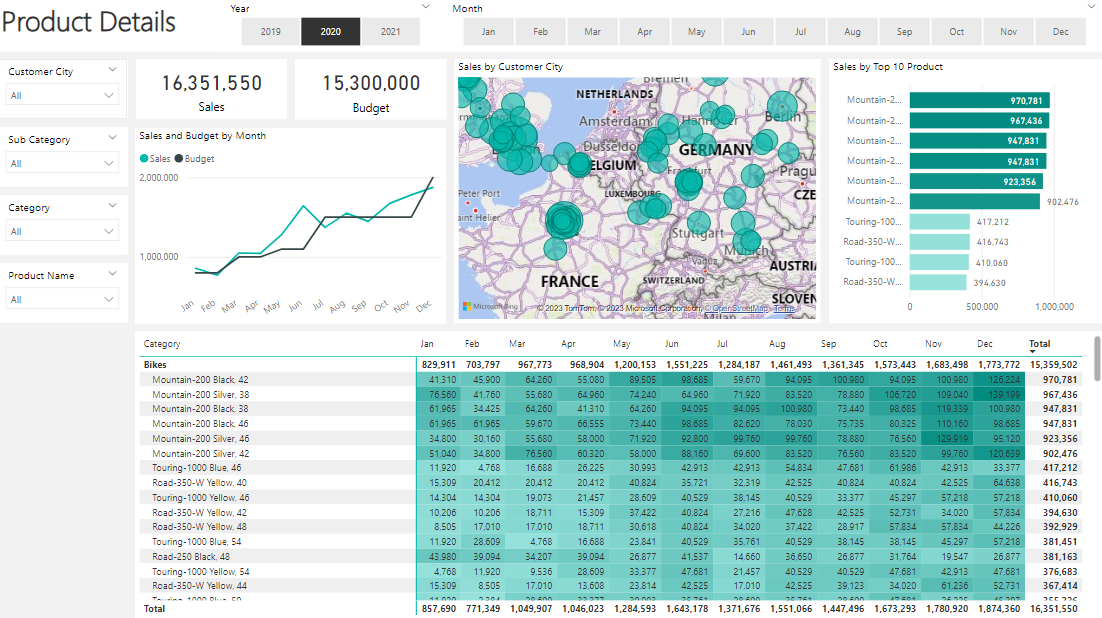 Product Details
Year
2019 2020 2021
Month
Jan Feb Mar Apr May Jun Jul Aug Sep Oct Nov Dec
Customer City
All
Sub Category
All
Category
All
Product Name
All
16,351,550
Sales
15,300,000
Budget
Sales and Budget by Month
Sales Budget
2,000,000
1,000,000
Jan Feb Mar Apr May Jun Jul Aug Sep Oct Nov Dec
Sales by Customer City
Bremen
NETHERLANDS
Amsterdam
Hannover
Berlin
Düsseldo
GERMANY
ELGIUM
Frankfurt
Pragu
Peter Port
LUXEMBOURG
CZE
aint Helier
Stuttgart
Munich
Vaduz
AUSTRI
FRANCE
SWITZERLAND
SLOVEN
Microsoft Bing
© 2023 TomTom, © 2023 Microsoft Corporation, © OpenStreetMap Terms
Milan
Sales by Top 10 Product
Mountain-2... 970,781
Mountain-2... 967,436
Mountain-2... 947,831
Mountain-2... 947,831
Mountain-2... 923,356
Mountain-2... 902,476
Touring-100... 417,212
Road-350-W... 416,743
Touring-100... 410,060
Road-350-W... 394,630
0 500,000 1,000,000
Category Jan Feb Mar Apr May Jun Jul Aug Sep Oct Nov Dec Total
Bikes 829,911 703,797 967,773 968,904 1,200,153 1,551,225 1,284,187 1,461,493 1,361,345 1,573,443 1,683,498 1,773,772 15,359,502
Mountain-200 Black, 42 41,310 45,900 64,260 55,080 89,505 98,685 59,670 94,095 100,980 94,095 100,980 126,224 970,781
Mountain-200 Silver, 38 76,560 41,760 55,680 64,960 74,240 64,960 71,920 83,520 78,880 106,720 109,040 139,199 967,436
Mountain-200 Black, 38 61,965 34,425 64,260 41,310 64,260 94,095 94,095 100,980 73,440 98,685 119,339 100,980 947,831
Mountain-200 Black, 46 61,965 61,965 59,670 66,555 73,440 98,685 82,620 78,030 75,735 80,325 110,160 98,685 947,831
Mountain-200 Silver, 46 34,800 30,160 55,680 58,000 71,920 92,800 99,760 99,760 78,880 76,560 129,919 95,120 923,356
Mountain-200 Silver, 42 51,040 34,800 76,560 60,320 58,000 88,160 69,600 83,520 76,560 83,520 99,760 120,639 902,476
Touring-1000 Blue, 46 11,920 4,768 16,688 26,225 30,993 42,913 42,913 54,834 47,681 61,986 42,913 33,377 417,212
Road-350-W Yellow, 40 15,309 20,412 20,412 20,412 40,824 35,721 32,319 42,525 40,824 40,824 42,525 64,638 416,743
Touring-1000 Yellow, 46 14,304 14,304 19,073 21,457 28,609 40,529 38,145 40,529 33,377 45,297 57,218 57,218 410,060
Road-350-W Yellow, 42 10,206 10,206 18,711 15,309 37,422 40,824 27,216 47,628 42,525 52,731 34,020 57,834 394,630
Road-350-W Yellow, 48 8,505 17,010 17,010 18,711 30,618 40,824 34,020 37,422 28,917 57,834 57,834 44,226 392,929
Touring-1000 Blue, 54 11,920 28,609 4,768 16,688 23,841 40,529 35,761 40,529 38,145 38,145 45,297 57,218 381,451
Road-250 Black, 48 43,980 39,094 34,207 39,094 26,877 41,537 14,660 36,650 26,877 31,764 19,547 26,877 381,163
Touring-1000 Yellow, 54 4,768 11,920 9,536 28,609 33,377 47,681 21,457 40,529 40,529 42,913 47,681 47,681 376,683
Road-350-W Yellow, 44 15,309 8,505 17,010 13,608 23,814 42,525 17,010 42,525 39,123 34,020 61,236 52,731 367,414
Touring-1000 Blue, 50
Total 857,690 771,349 1,049,907 1,046,023 1,284,593 1,643,178 1,371,676 1,551,066 1,447,496 1,673,293 1,780,920 1,874,360 16,351,550